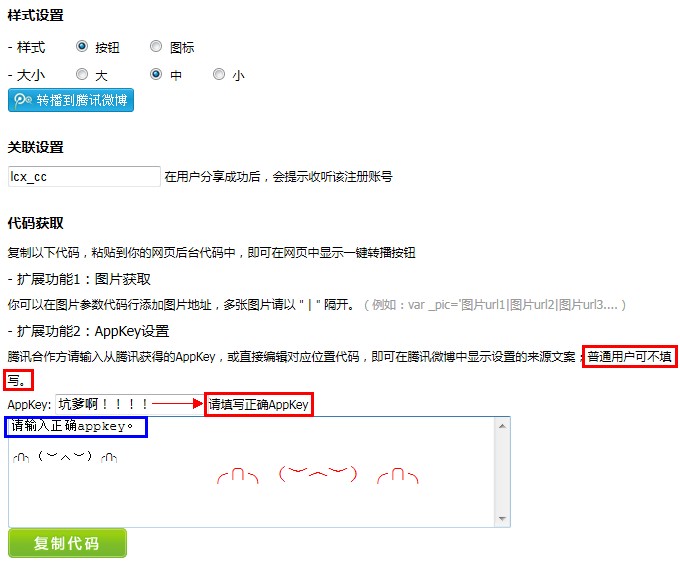 样式设置
- 样式 按钮 图标
- 大小 大 中 小
转播到腾讯微博
关联设置
lcx_cc 在用户分享成功后，会提示收听该注册账号
代码获取
复制以下代码，粘贴到你的网页后台代码中，即可在网页中显示一键转播按钮
- 扩展功能1：图片获取
你可以在图片参数代码行添加图片地址，多张图片请以 " | " 隔开。（例如：var _pic='图片url1|图片url2|图片url3....）
- 扩展功能2：AppKey设置
腾讯合作方请输入从腾讯获得的AppKey，或直接编辑对应位置代码，即可在腾讯微博中显示设置的来源文案；普通用户可不填
写。
AppKey: 坑爹啊！！！！ 请填写正确AppKey
请输入正确appkey。
╭∩╮（︶︿︶）╭∩╮
╭∩╮（︶︿︶）╭∩╮
复制代码